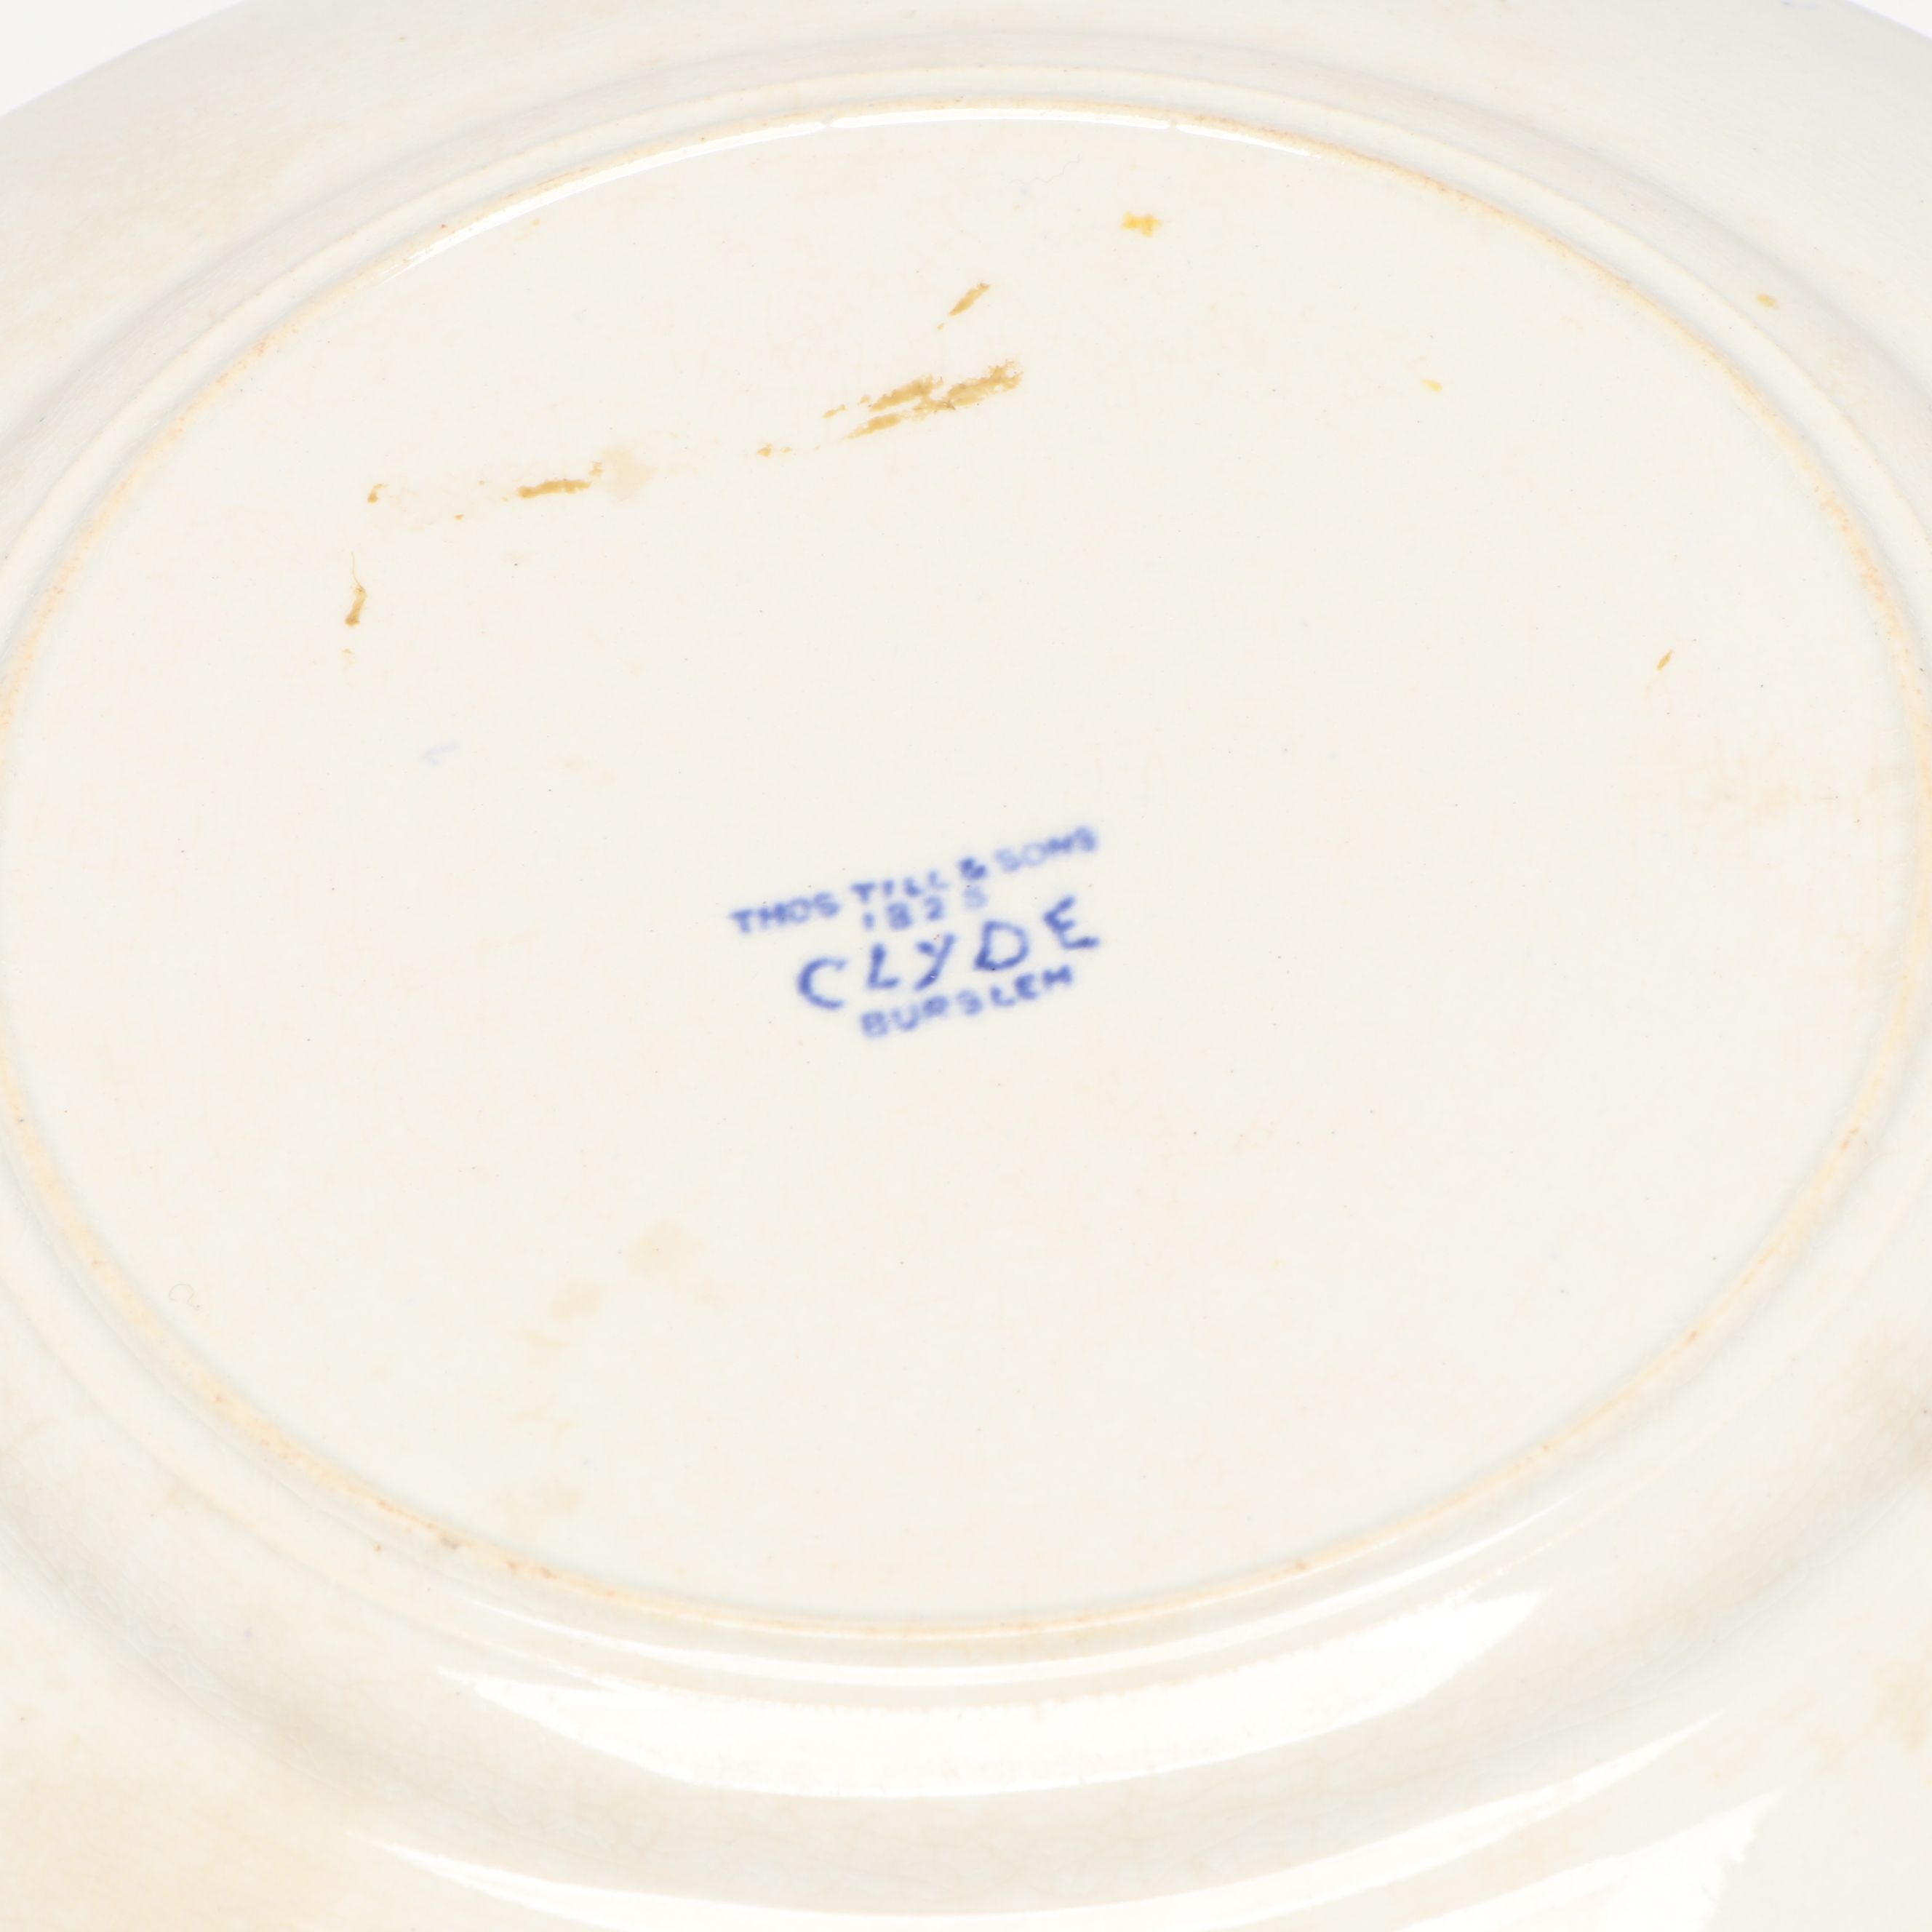 THOS TILL & SONS
1825
CLYDE
BURSLEM